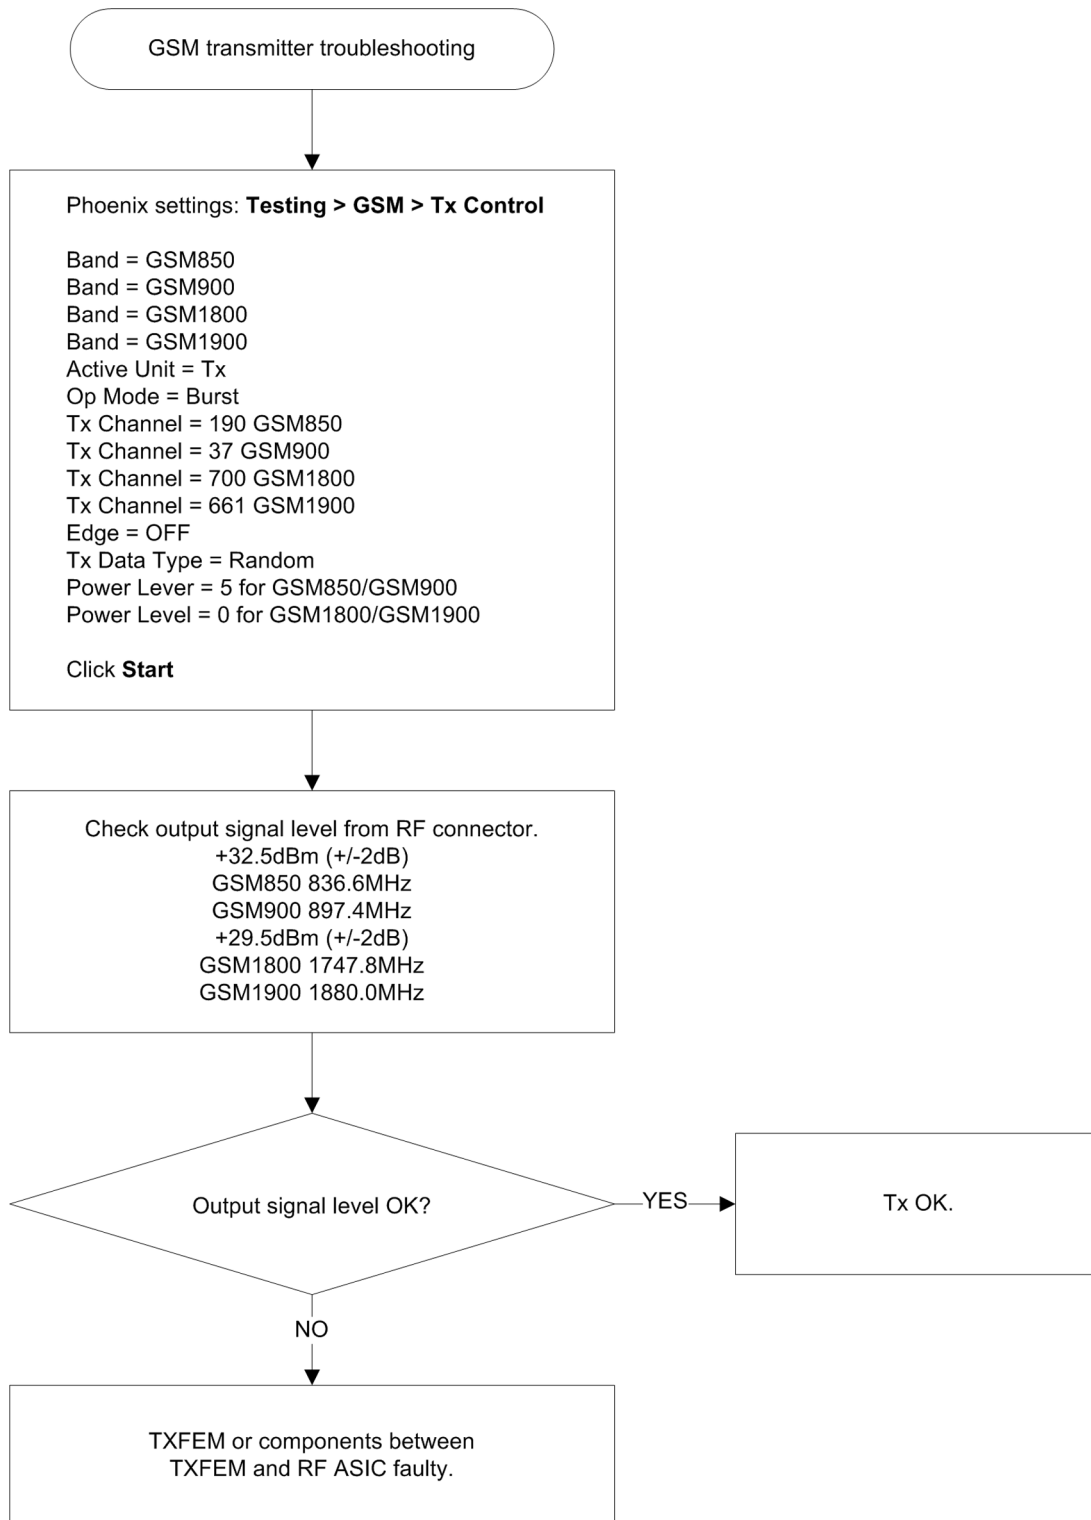 GSM transmitter troubleshooting
Phoenix settings: Testing > GSM > Tx Control
Band = GSM850
Band = GSM900
Band = GSM1800
Band = GSM1900
Active Unit = Tx
Op Mode = Burst
Tx Channel = 190 GSM850
Tx Channel = 37 GSM900
Tx Channel = 700 GSM1800
Tx Channel = 661 GSM1900
Edge = OFF
Tx Data Type = Random
Power Lever = 5 for GSM850/GSM900
Power Level = 0 for GSM1800/GSM1900
Click Start
Check output signal level from RF connector.
+32.5dBm (+/-2dB)
GSM850 836.6MHz
GSM900 897.4MHz
+29.5dBm (+/-2dB)
GSM1800 1747.8MHz
GSM1900 1880.0MHz
Output signal level OK?
YES
Tx OK.
NO
TXFEM or components between
TXFEM and RF ASIC faulty.